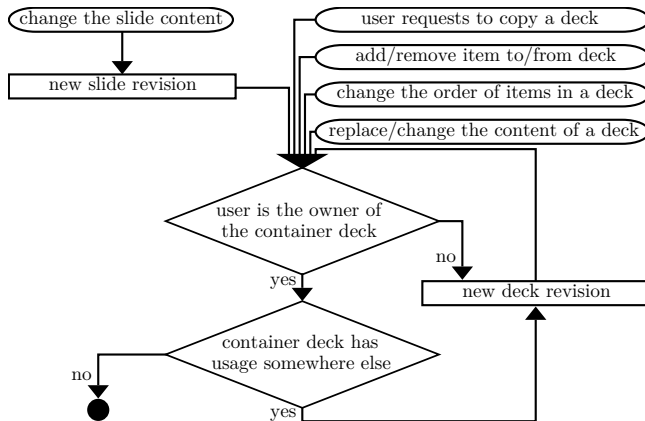 change the slide content
user requests to copy a deck
add/remove item to/from deck
new slide revision
change the order of items in a deck
replace/change the content of a deck
user is the owner of
the container deck
no
yes
new deck revision
container deck has
usage somewhere else
no
yes